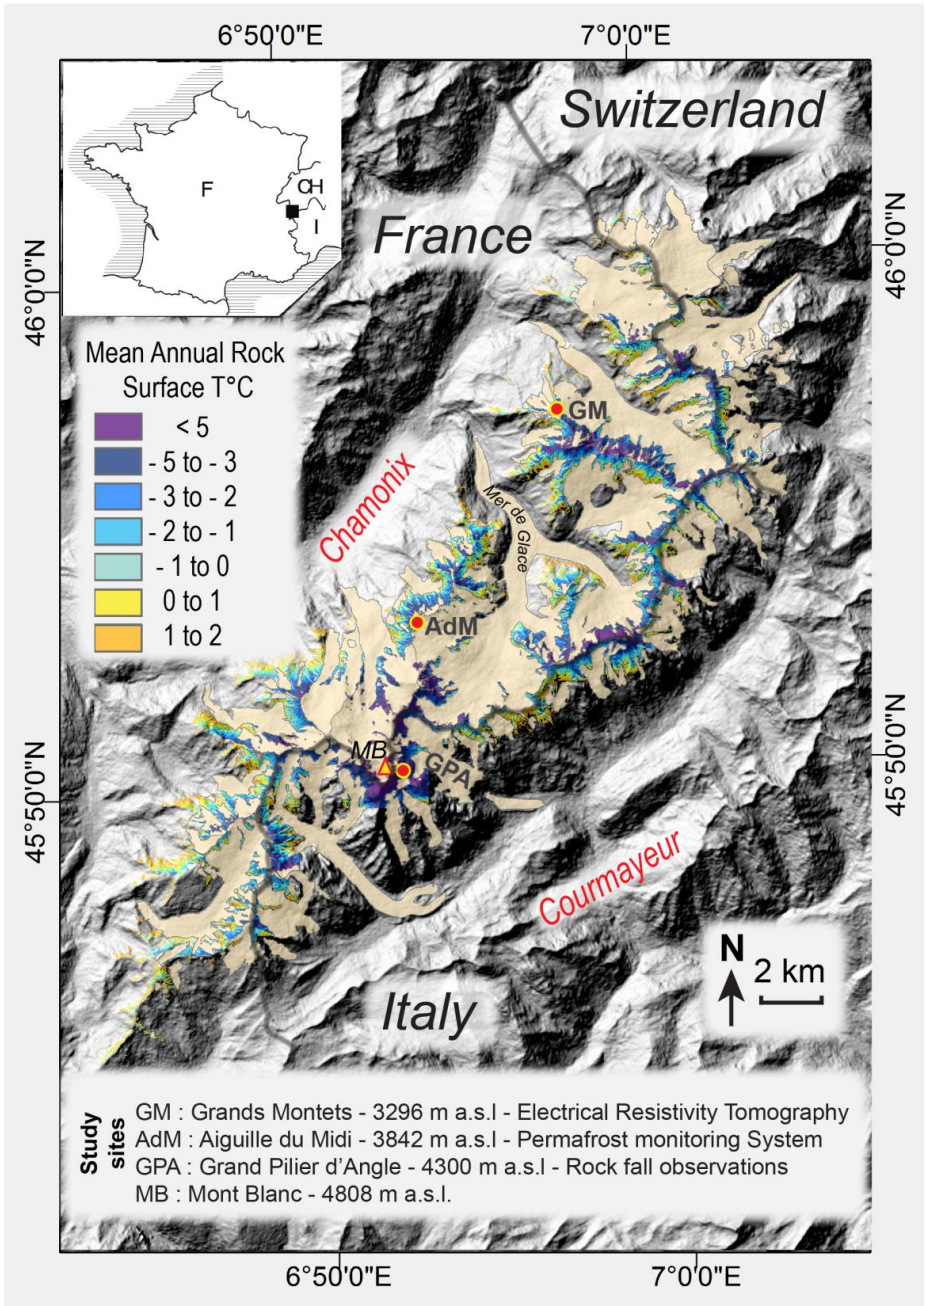 6°50'0"E
7°0'0"E
Switzerland
F
CH
I
France
46°0'0"N
46°0'0"N
Mean Annual Rock
Surface T°C
< 5
- 5 to - 3
- 3 to - 2
- 2 to - 1
- 1 to 0
0 to 1
1 to 2
GM
Chamonix
Mer de Glace
AdM
MB
GPA
45°50'0"N
45°50'0"N
Courmayeur
N
2 km
Italy
Study sites
GM : Grands Montets - 3296 m a.s.l - Electrical Resistivity Tomography
AdM : Aiguille du Midi - 3842 m a.s.l - Permafrost monitoring System
GPA : Grand Pilier d'Angle - 4300 m a.s.l - Rock fall observations
MB : Mont Blanc - 4808 m a.s.l.
6°50'0"E
7°0'0"E